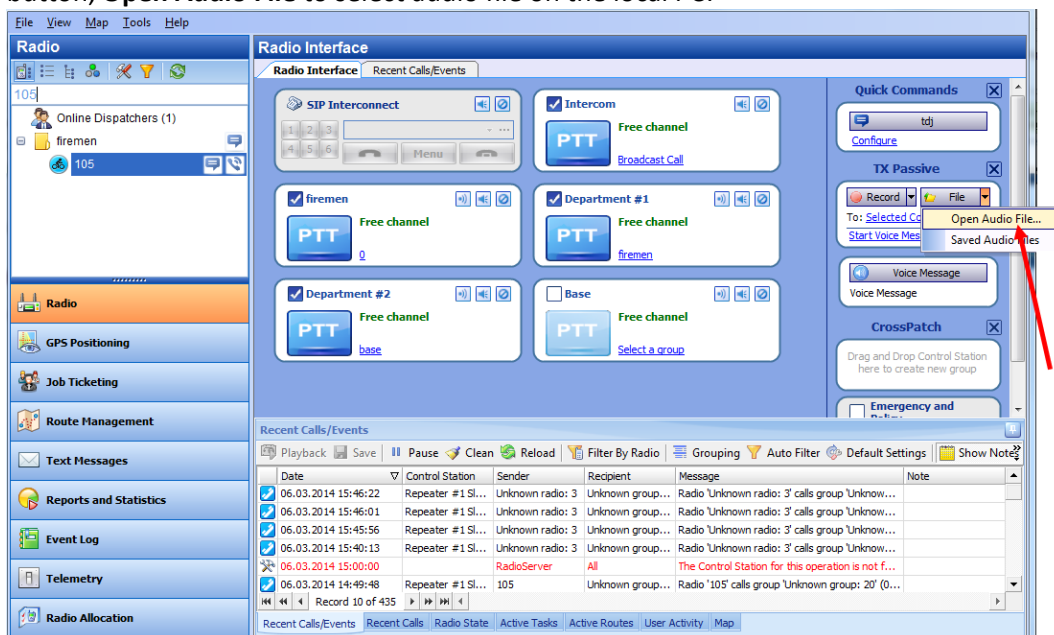 button, Open Audio File to select audio file on the local PC.
File View Map Tools Help
Radio
105
Online Dispatchers (1)
firemen
105
Radio
GPS Positioning
Job Ticketing
Route Management
Text Messages
Reports and Statistics
Event Log
Telemetry
Radio Allocation
Radio Interface
Radio Interface Recent Calls/Events
SIP Interconnect
1 2 3 - ...
4 5 6 Menu
Intercom
PTT Free channel
Broadcast Call
firemen
PTT Free channel
0
Department #1
PTT Free channel
firemen
Department #2
PTT Free channel
base
Base
PTT Free channel
Select a group
Quick Commands X
tdj
Configure
TX Passive X
Record File
To: Selected Co
Open Audio File...
Start Voice Mes
Saved Audio Files
Voice Message
Voice Message
CrossPatch X
Drag and Drop Control Station
here to create new group
Emergency and
Recent Calls/Events
Playback Save Pause Clean Reload Filter By Radio Grouping Auto Filter Default Settings Show Notes
Date Control Station Sender Recipient Message Note
06.03.2014 15:46:22 Repeater #1 Sl... Unknown radio: 3 Unknown group... Radio 'Unknown radio: 3' calls group 'Unknow...
06.03.2014 15:46:01 Repeater #1 Sl... Unknown radio: 3 Unknown group... Radio 'Unknown radio: 3' calls group 'Unknow...
06.03.2014 15:45:56 Repeater #1 Sl... Unknown radio: 3 Unknown group... Radio 'Unknown radio: 3' calls group 'Unknow...
06.03.2014 15:40:13 Repeater #1 Sl... Unknown radio: 3 Unknown group... Radio 'Unknown radio: 3' calls group 'Unknow...
06.03.2014 15:00:00 RadioServer All The Control Station for this operation is not f...
06.03.2014 14:49:48 Repeater #1 Sl... 105 Unknown group... Radio '105' calls group 'Unknown group: 20' (0...
Record 10 of 435
Recent Calls/Events Recent Calls Radio State Active Tasks Active Routes User Activity Map